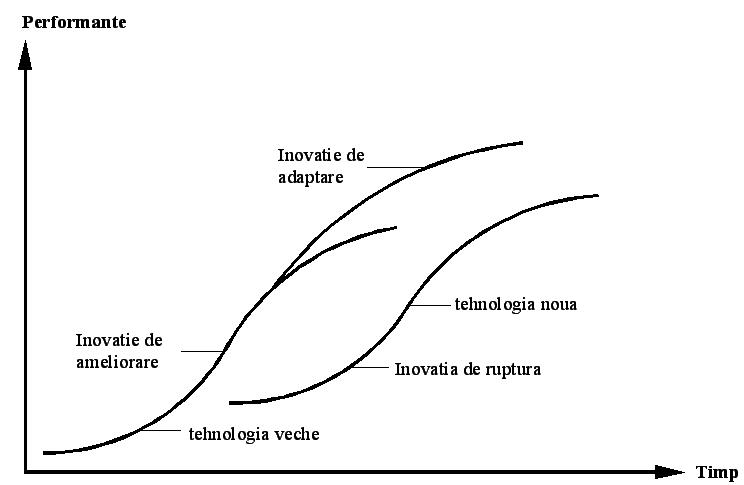 Performante
Inovatie de
adaptare
tehnologia noua
Inovatie de
ameliorare
Inovatia de ruptura
tehnologia veche
Timp